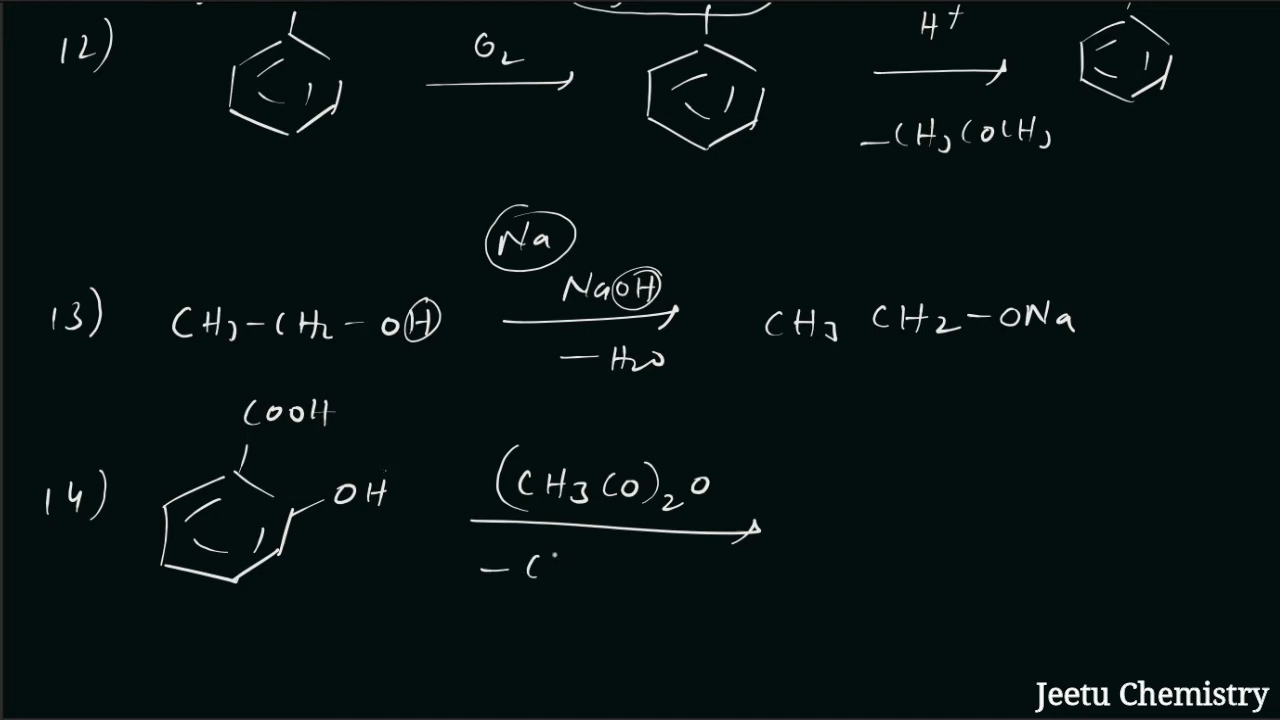 12) O2 H+
-CH3COCH3
Na
NaOH
13) CH3-CH2-OH CH3 CH2-ONa
-H2O
COOH
14) OH (CH3CO)2O
-C
Jeetu Chemistry